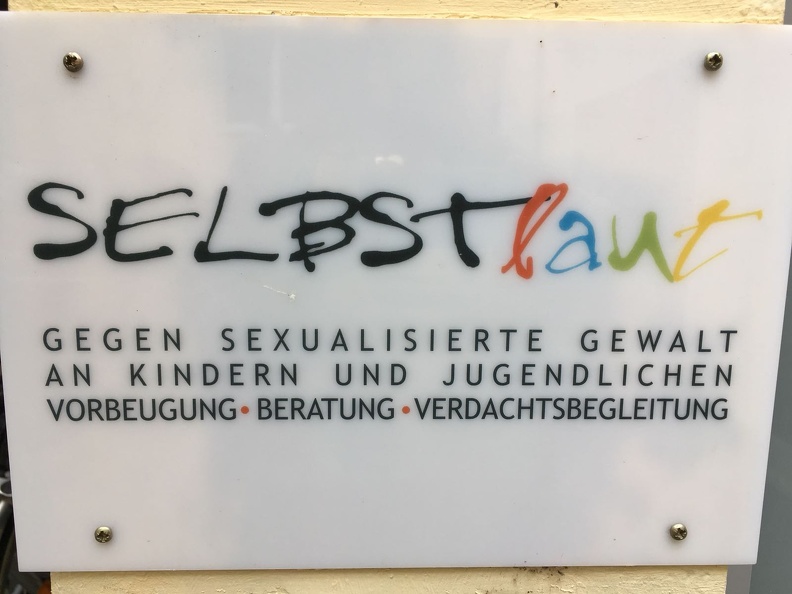 SELBSTlaut
GEGEN SEXUALISIERTE GEWALT
AN KINDERN UND JUGENDLICHEN
VORBEUGUNG • BERATUNG • VERDACHTSBEGLEITUNG